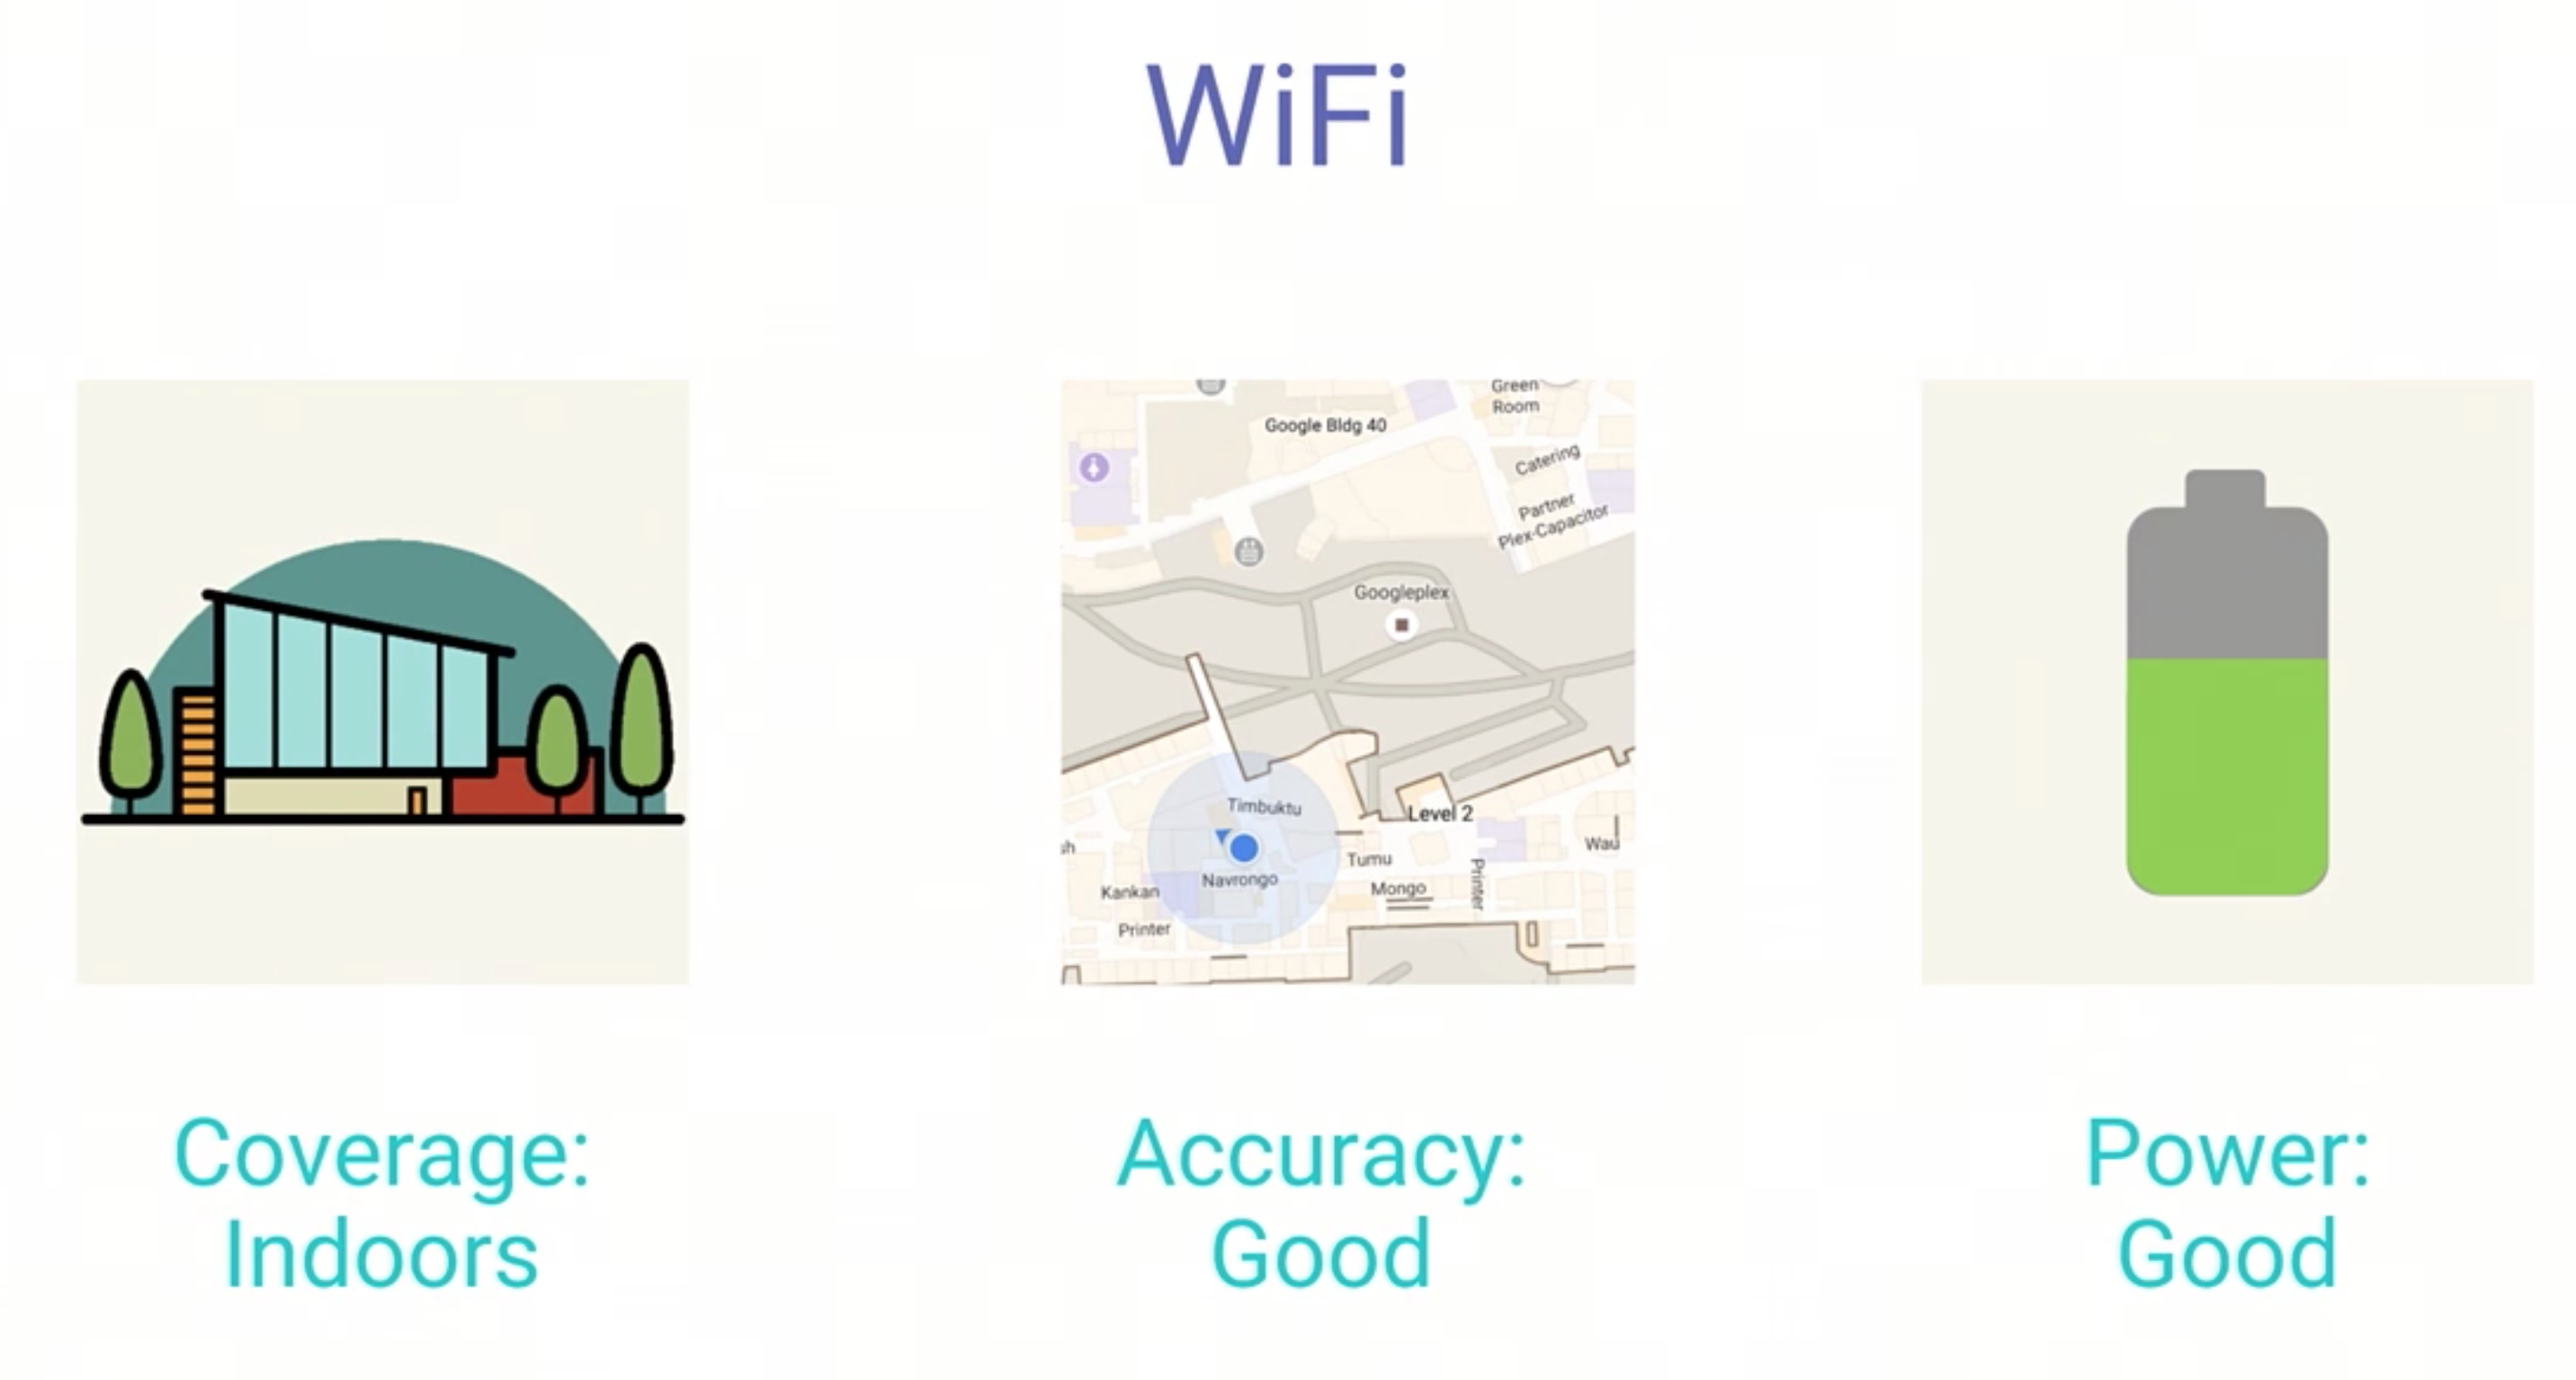 WiFi
Green
Room
Google Bldg 40
Catering
Partner
Plex-Capacitor
Googleplex
Timbuktu
Level 2
Wau
Tumu
Navrongo
Kankan
Mongo
Printer
Printer
Coverage:
Indoors
Accuracy:
Good
Power:
Good